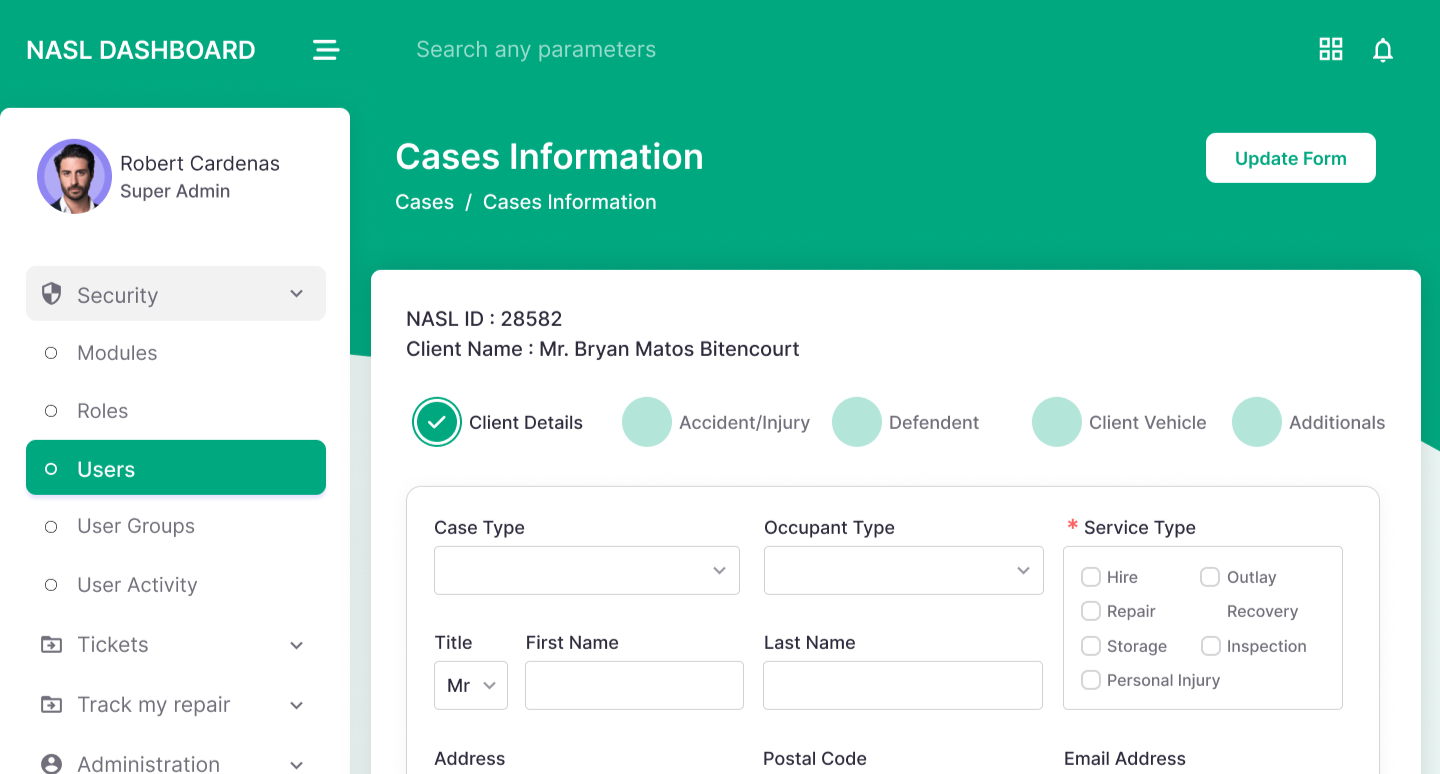 NASL DASHBOARD
Search any parameters
Robert Cardenas
Super Admin
Security
Modules
Roles
Users
User Groups
User Activity
Tickets
Track my repair
Administration
Cases Information
Cases / Cases Information
Update Form
NASL ID : 28582
Client Name : Mr. Bryan Matos Bitencourt
Client Details
Accident/Injury
Defendent
Client Vehicle
Additionals
Case Type
Occupant Type
* Service Type
Hire
Outlay
Repair
Recovery
Storage
Inspection
Personal Injury
Title
First Name
Last Name
Mr
Address
Postal Code
Email Address